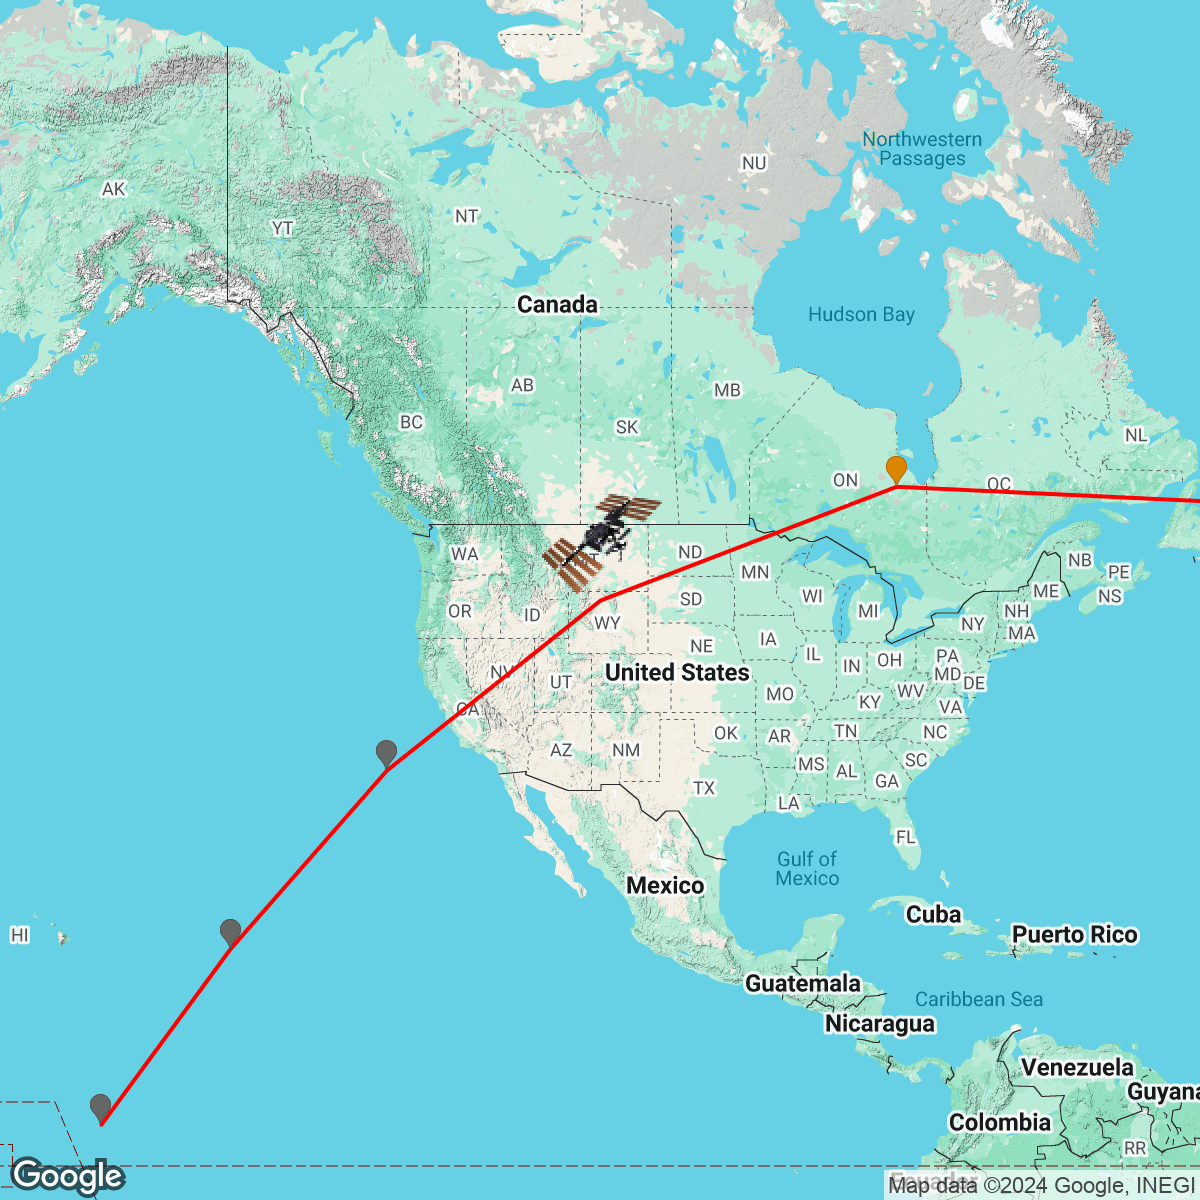 Northwestern
Passages
NU
AK
NT
YT
Canada
Hudson Bay
AB
MB
BC
SK
NL
ON
QC
WA
ND
NB
MN
PE
ME
NS
OR
ID
WY
SD
WI
MI
NH
NY
MA
IA
NE
IL
IN
OH
PA
MD
DE
NV
UT
United States
MO
KY
WV
VA
CA
OK
AR
TN
NC
AZ
NM
MS
AL
SC
GA
TX
LA
FL
Gulf of
Mexico
Mexico
Cuba
HI
Puerto Rico
Guatemala
Caribbean Sea
Nicaragua
Venezuela
Guyana
Colombia
RR
Ecuador
Google
Map data ©2024 Google, INEGI